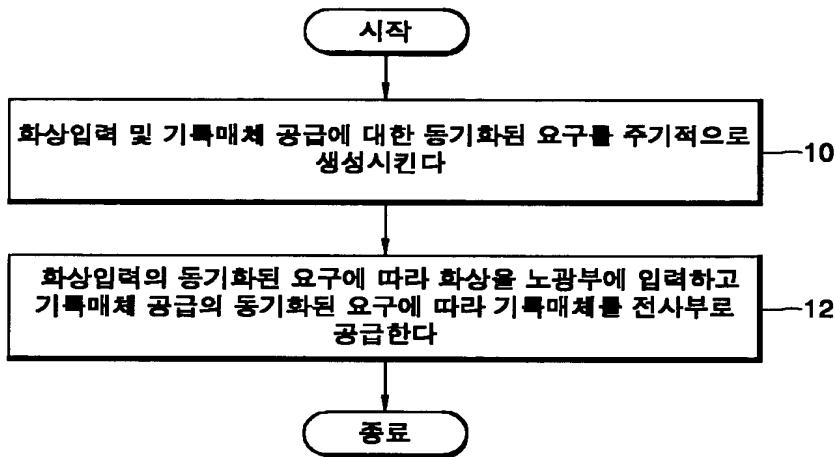 시작
화상입력 및 기록매체 공급에 대한 동기화된 요구를 주기적으로
생성시킨다
10
화상입력의 동기화된 요구에 따라 화상을 노광부에 입력하고
기록매체 공급의 동기화된 요구에 따라 기록매체를 전사부로
공급한다
12
종료